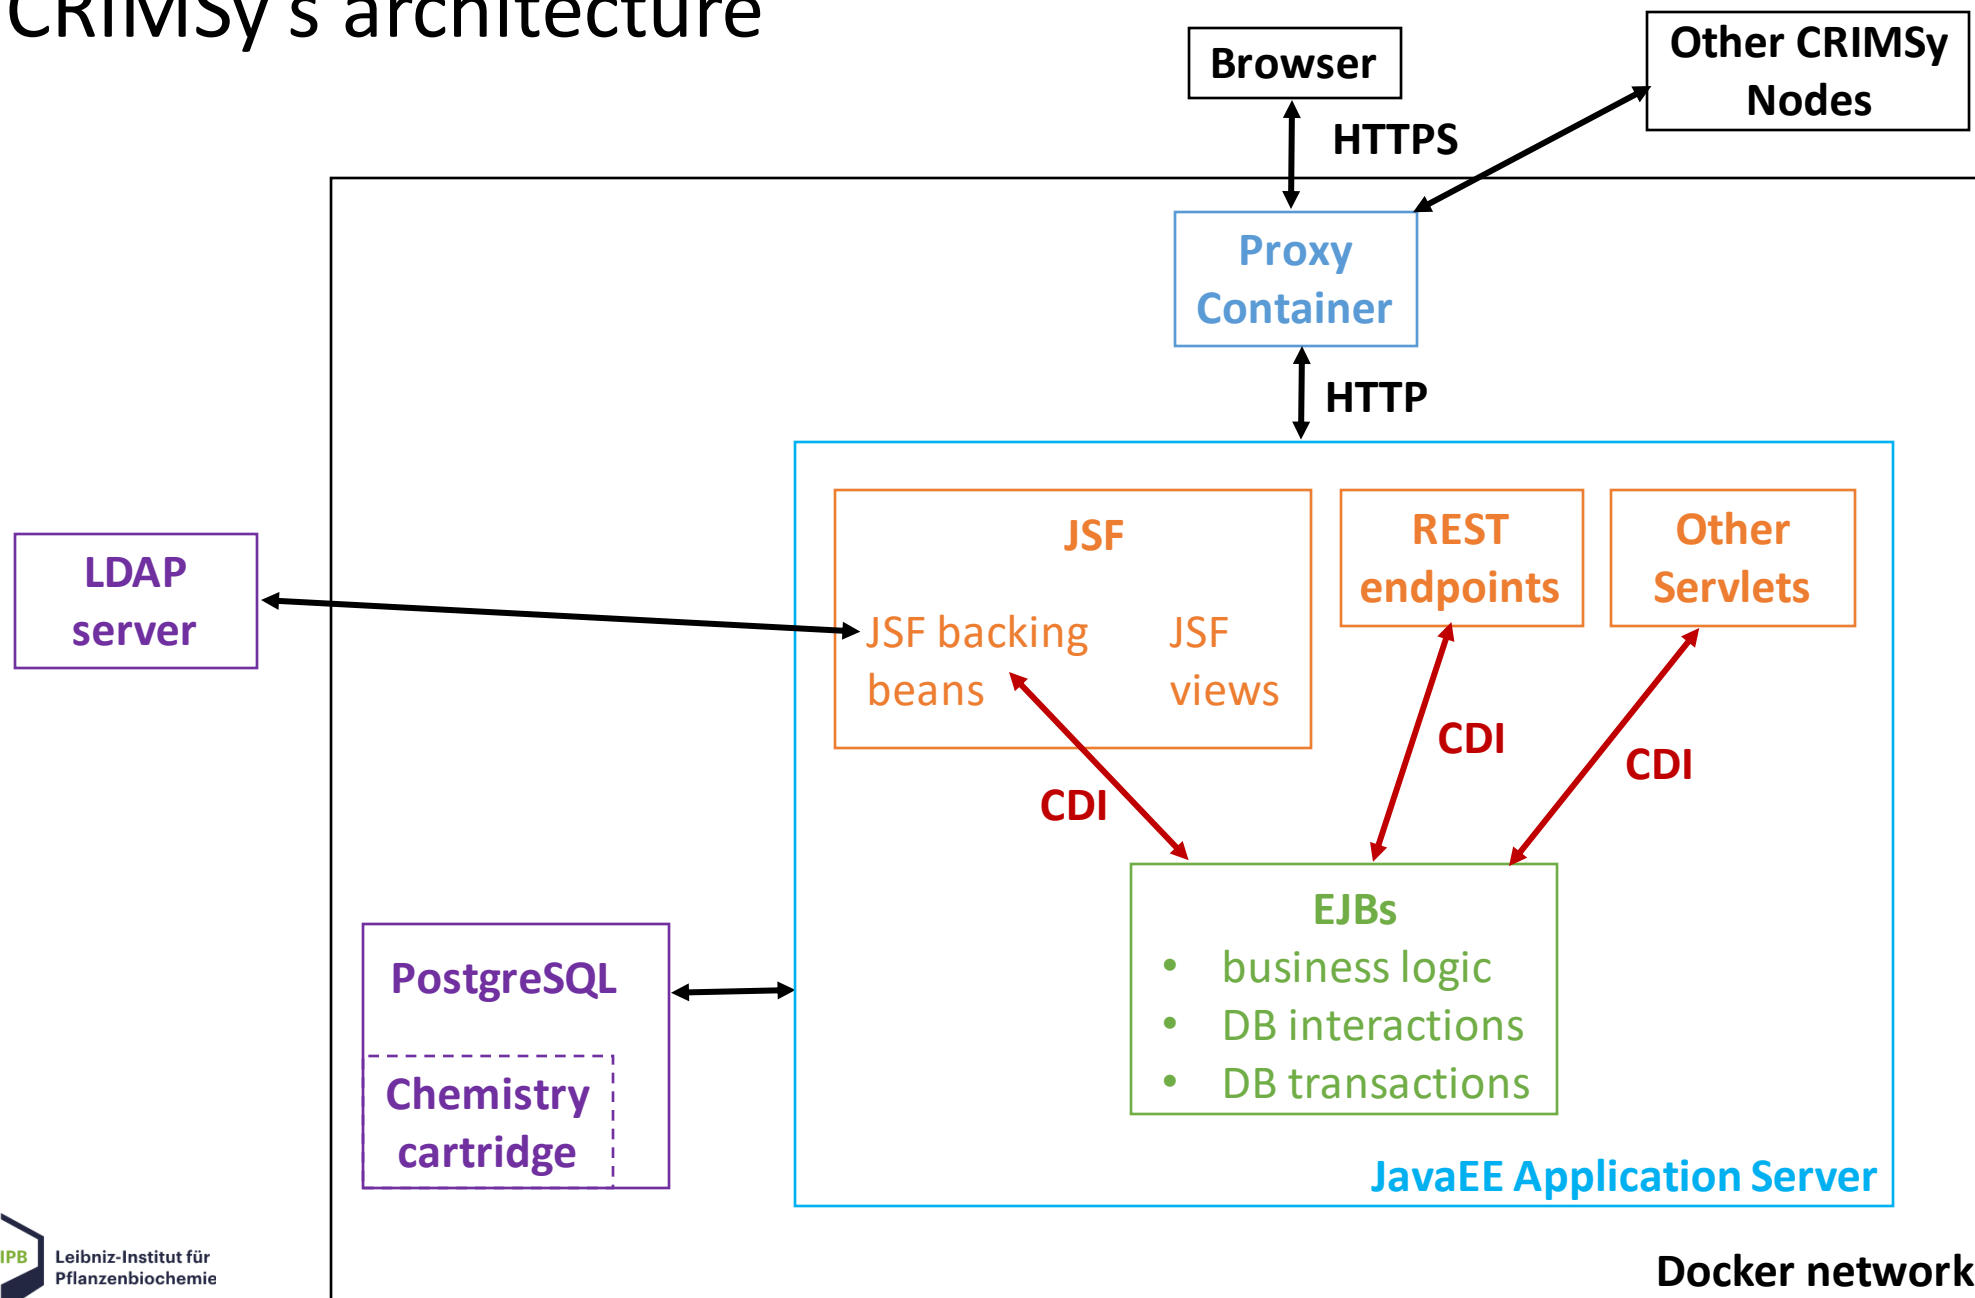 CRIMSy's architecture
Browser
Other CRIMSy
Nodes
HTTPS
Proxy
Container
HTTP
JSF
REST
endpoints
Other
Servlets
LDAP
server
JSF backing
beans
JSF
views
CDI
CDI
CDI
EJBs
• business logic
• DB interactions
• DB transactions
PostgreSQL
Chemistry
cartridge
JavaEE Application Server
IPB
Leibniz-Institut für
Pflanzenbiochemie
Docker network